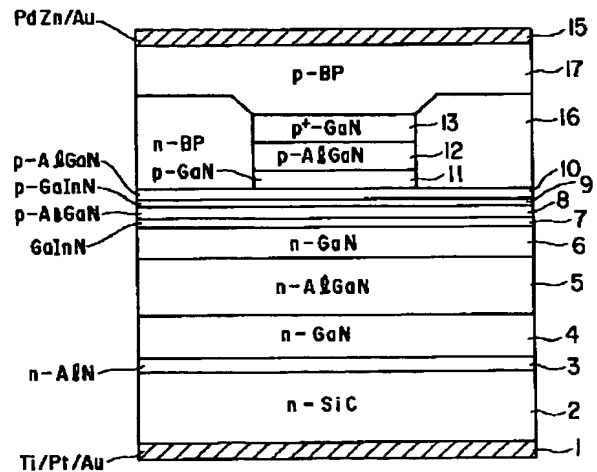 PdZn/Au
15
p-BP
17
p⁺-GaN
13
16
n-BP
p-AlGaN
12
p-AlGaN
p-GaN
11
10
p-GaInN
9
p-AlGaN
8
GaInN
7
n-GaN
6
n-AlGaN
5
n-GaN
4
n-AlN
3
n-SiC
2
Ti/Pt/Au
1